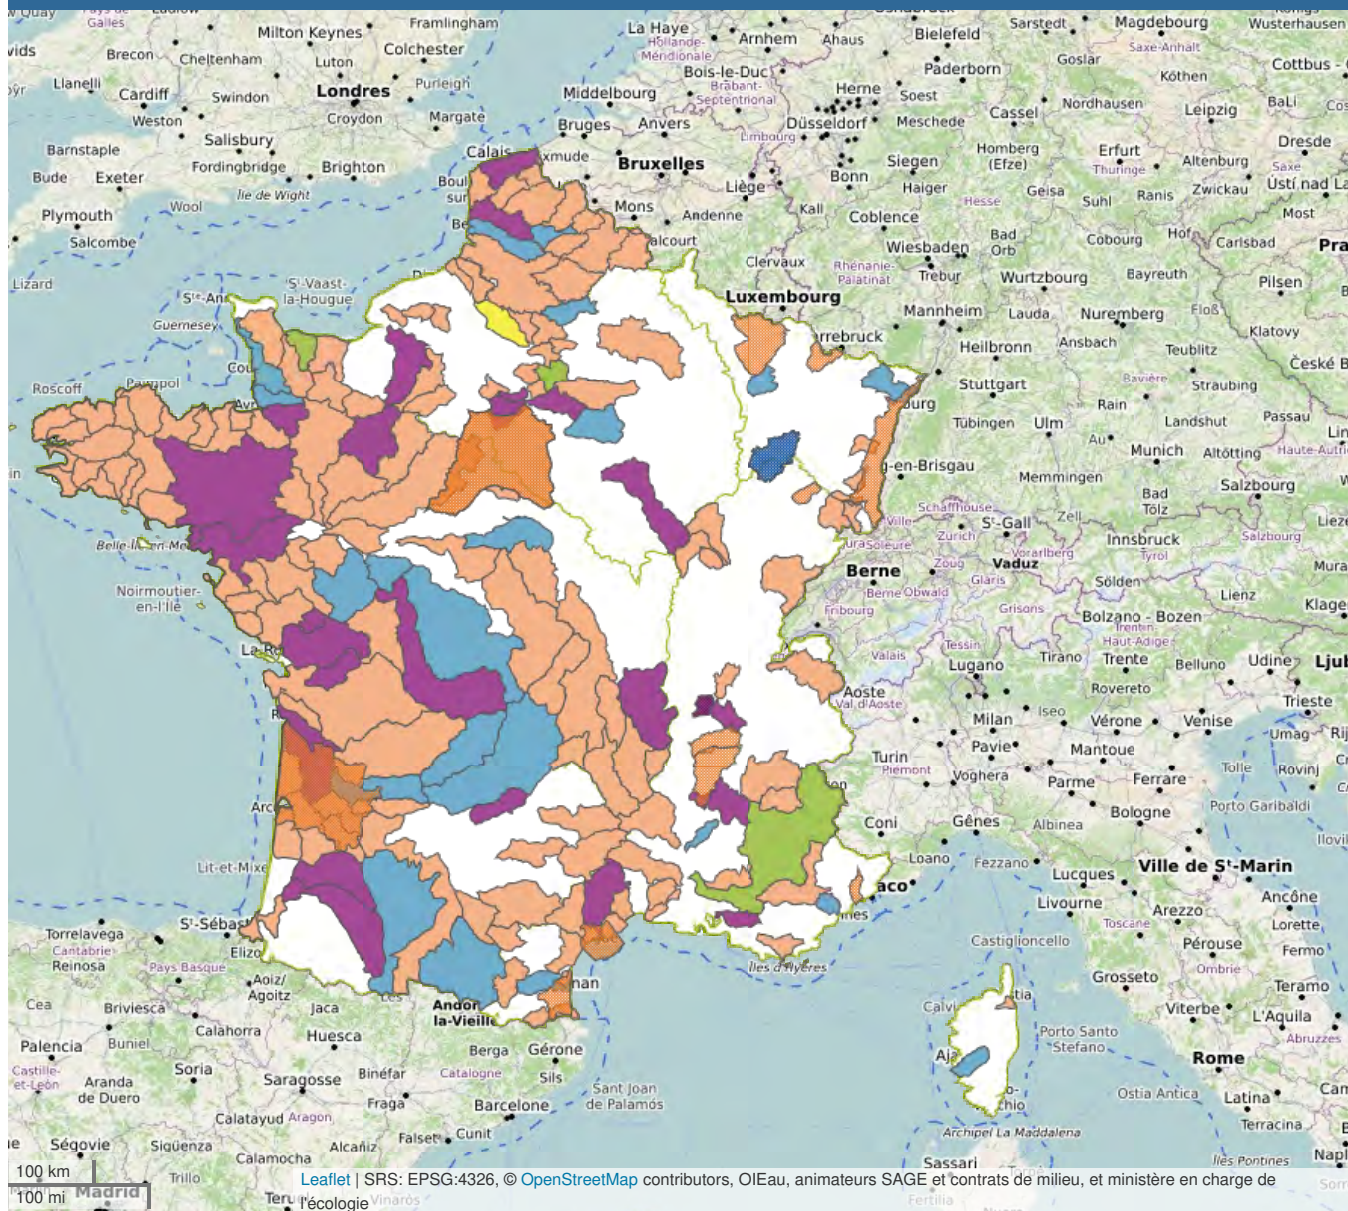 Galles
Milton Keynes
Framlingham
La Haye
Hollande-
Méridionale
Arnhem
Ahaus
Bielefeld
Sarstedt
Magdebourg
Wusterhausen
Brecon
Cheltenham
Colchester
Luton
Saxe-Anhalt
Goslar
Paderborn
Bois-le-Duc
Brabant-
Septentrional
Köthen
Cottbus -
Llanelli
Cardiff
Swindon
Londres
Purfleigh
Middelbourg
Herne
Soest
Cassel
Nordhausen
Leipzig
BaLi
Weston
Croydon
Margate
Bruges
Anvers
Düsseldorf
Meschede
Limbourg
Dresde
Salisbury
Barnstaple
Fordingbridge
Brighton
Calais
Bruxelles
Siegen
Homberg
(Efze)
Erfurt
Thuringe
Altenburg
Saxe
Bude
Exeter
Île de Wight
Liège
Bonn
Haiger
Hesse
Geisa
Suhl
Ranis
Zwickau
Wool
Plymouth
Salcombe
Mons
Andenne
Kall
Coblence
Bad
Orb
Cobourg
Hof
Carlsbad
Most
Wiesbaden
Trebur
Clervaux
Rhénanie-
Palatinat
Wurtzbourg
Bayreuth
Pilsen
Lizard
Sᵗ-Vaast-
la-Hougue
Luxembourg
Mannheim
Lauda
Nuremberg
Floß
Klatovy
Guernesey
Heilbronn
Ansbach
Teublitz
Roscoff
Paimpol
Stuttgart
Bavière
Straubing
Rain
Tübingen
Ulm
Landshut
Passau
Au
Munich
Altötting
Memmingen
Bad
Tölz
Salzbourg
Schaffhouse
Ville
Soleure
Zurich
Sᵗ-Gall
Zell
Innsbruck
Vorarlberg
Tyrol
Salzbourg
Berne
Zoug
Vaduz
Glaris
Berne
Obwald
Sölden
Noirmoutier-
en-l'Île
Fribourg
Grisons
Lienz
Bolzano - Bozen
Trentin-
Haut-Adige
Valais
Tessin
Lugano
Tirano
Trente
Belluno
Udine
Aoste
Val d'Aoste
Rovereto
Trieste
Milan
Iseo
Vérone
Venise
Umag
Turin
Piémont
Pavie
Mantoue
Voghera
Parme
Ferrare
Tolle
Rovinj
Coni
Gênes
Albinea
Bologne
Porto Garibaldi
Lit-et-Mixe
Loano
Fezzano
Lucques
Ville de Sᵗ-Marin
Livourne
Ancône
Toscane
Arezzo
Lorette
Torrelavega
Cantabrie
Reinosa
Pays Basque
Aoiz/
Agoitz
Îles d'Hyères
Castiglioncello
Pérouse
Fermo
Ombrie
Grosseto
Teramo
Cea
Briviesca
Jaca
la-Vieille
Calvi
Viterbe
L'Aquila
Abruzzes
Palencia
Buniel
Calahorra
Huesca
Berga
Gérone
Porto Santo
Stefano
Castille-
et-León
Aranda
de Duero
Soria
Saragosse
Binéfar
Catalogne
Sils
Rome
Fraga
Barcelone
Sant Joan
de Palamós
Ostia Antica
Latina
Calatayud
Aragon
Terracina
Ségovie
Sigüenza
Alcañiz
Falset
Cunit
Archipel La Maddalena
Calamocha
Sassari
Îles Pontines
100 km
Trillo
100 mi
Madrid
Vinaròs
Fertilia
Leaflet | SRS: EPSG:4326, © OpenStreetMap contributors, OIEau, animateurs SAGE et contrats de milieu, et ministère en charge de
l'écologie